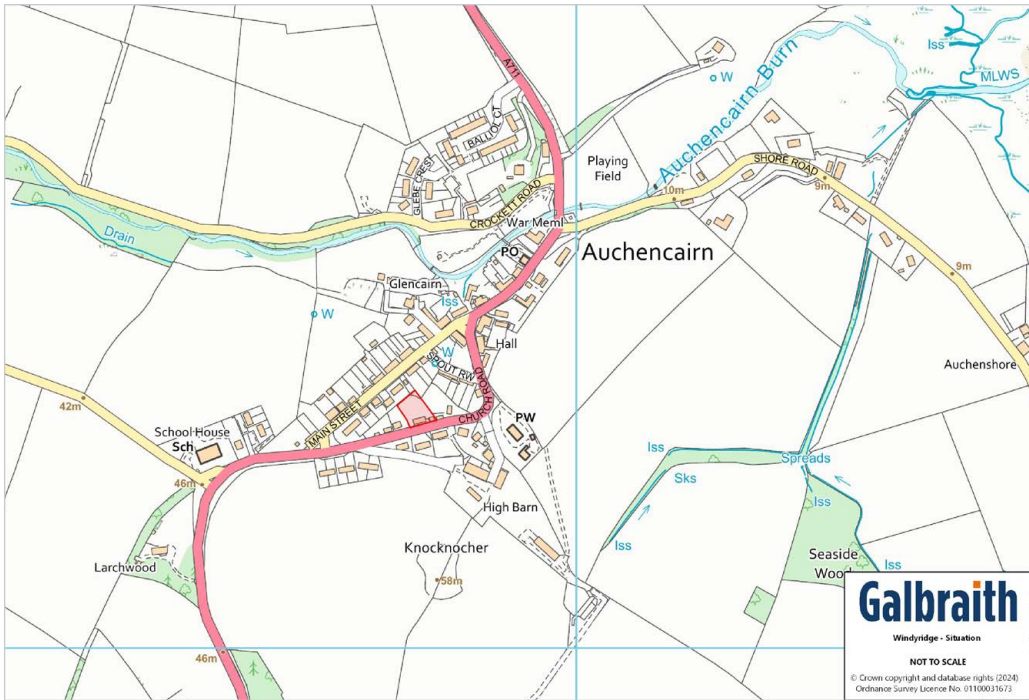 Iss
MLWS
A711
W
Auchencairn Burn
BALLIOL CT
GLEBE CREST
Playing
Field
SHORE ROAD
10m
9m
CROCKETT ROAD
War Meml
Drain
PO
Auchencairn
9m
Glencairn
Iss
W
Hall
W
SPOUT RW
Auchenshore
42m
MAIN STREET
CHURCH ROAD
PW
School House
Sch
46m
Iss
Sks
Spreads
Iss
High Barn
Iss
Knocknocher
58m
Larchwood
Seaside
Wood
Iss
46m
Galbraith
Windyridge - Situation
NOT TO SCALE
© Crown copyright and database rights (2024)
Ordnance Survey Licence No. 01100031673